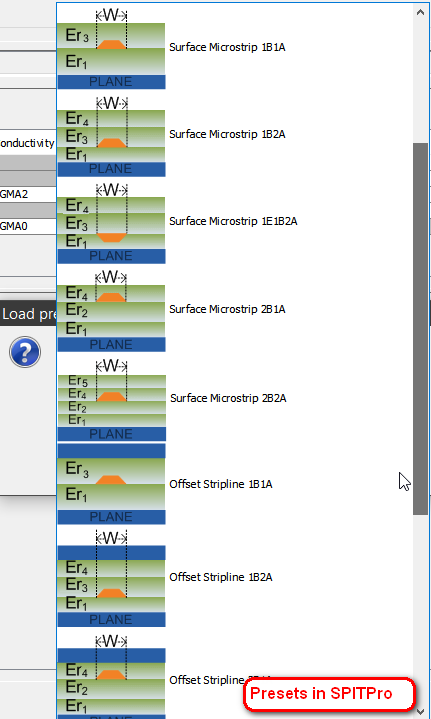 W
Er3
Surface Microstrip 1B1A
Er1
PLANE
W
Er4
Er3
Surface Microstrip 1B2A
onductivity
Er1
PLANE
W
GMA2
Er4
Er3
Surface Microstrip 1E1B2A
GMA0
Er1
PLANE
W
Er4
Er2
Surface Microstrip 2B1A
Load pre
Er1
PLANE
?
W
Er5
Er4
Surface Microstrip 2B2A
Er2
Er1
PLANE
Er3
Offset Stripline 1B1A
Er1
PLANE
W
Er4
Er3
Offset Stripline 1B2A
Er1
PLANE
W
Er4
Offset Stripline
Er2
Presets in SPITPro
Er1